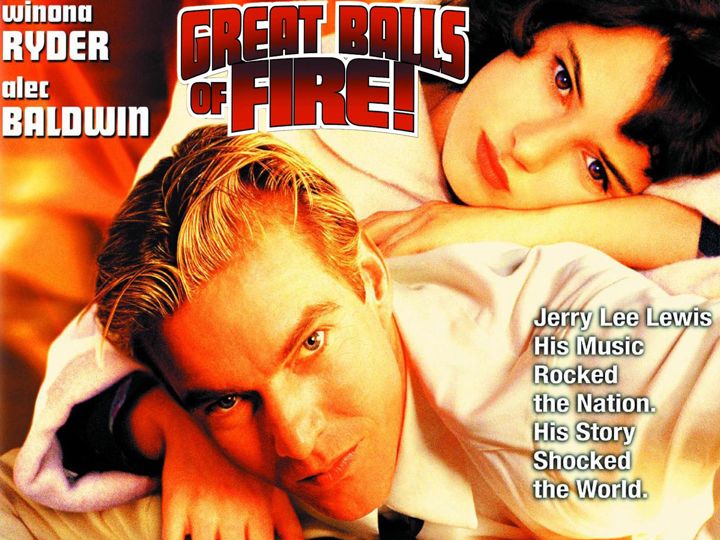 winona
RYDER
alec
BALDWIN
GREAT BALLS
OF FIRE!
Jerry Lee Lewis
His Music
Rocked
the Nation.
His Story
Shocked
the World.